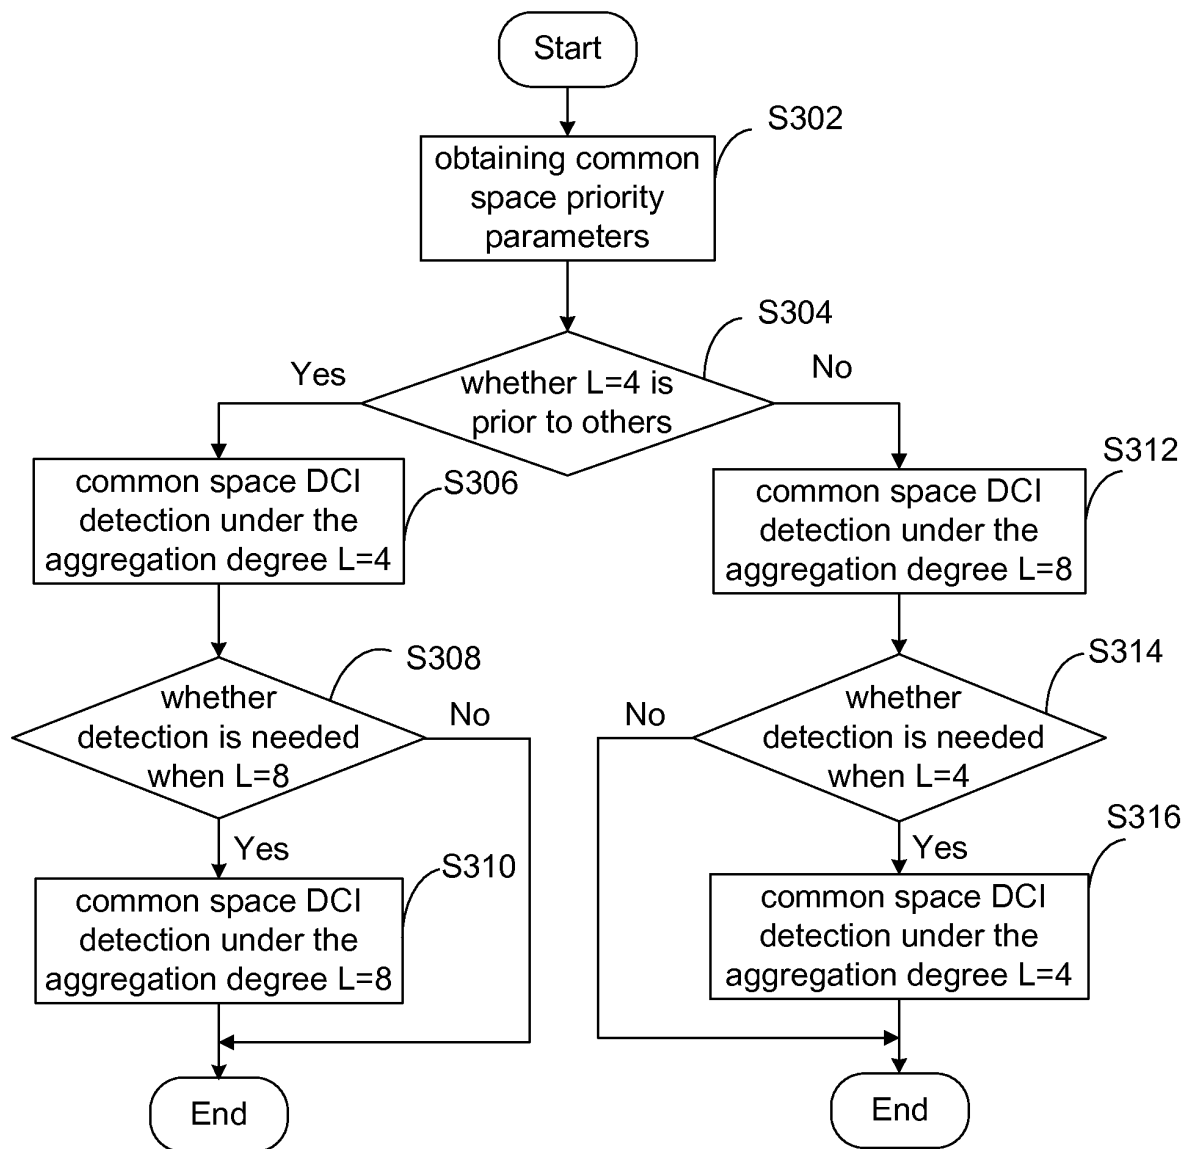 Start
S302
obtaining common
space priority
parameters
S304
Yes
No
whether L=4 is
prior to others
S306
common space DCI
detection under the
aggregation degree L=4
S312
common space DCI
detection under the
aggregation degree L=8
S308
whether
detection is needed
when L=8
No
S314
No
whether
detection is needed
when L=4
Yes
S310
common space DCI
detection under the
aggregation degree L=8
S316
Yes
common space DCI
detection under the
aggregation degree L=4
End
End